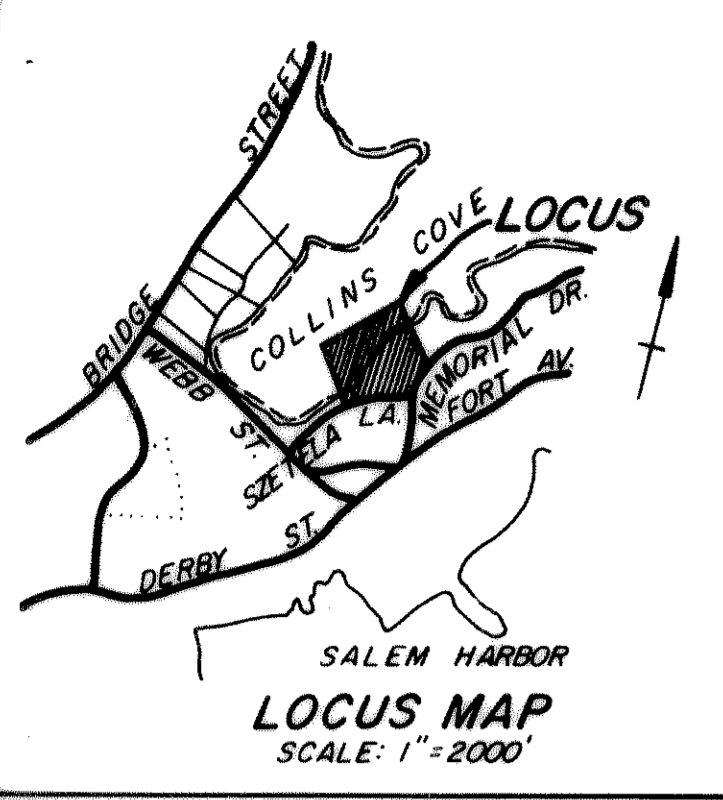 BRIDGE STREET
COLLINS COVE
LOCUS
WEBB ST.
SZETELA LA.
MEMORIAL DR.
FORT AV.
DERBY ST.
SALEM HARBOR
LOCUS MAP
SCALE: 1"=2000'